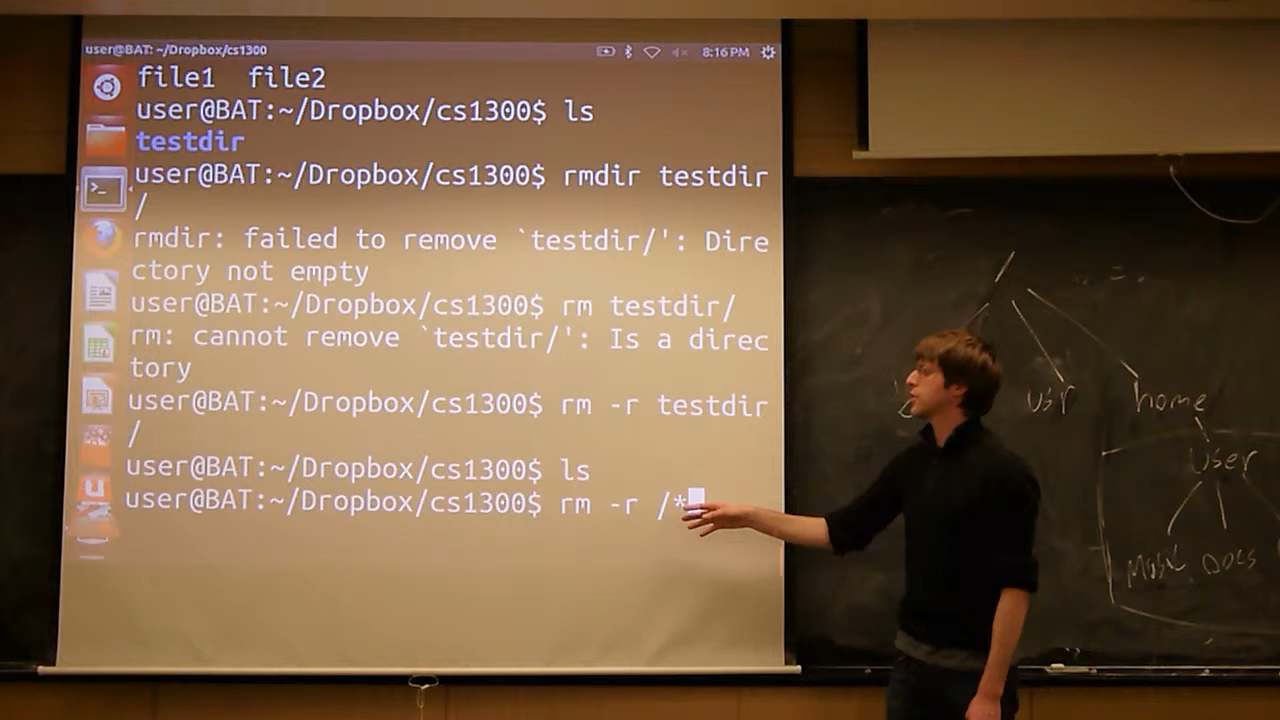 user@BAT: ~/Dropbox/cs1300
8:16 PM
file1 file2
user@BAT:~/Dropbox/cs1300$ ls
testdir
user@BAT:~/Dropbox/cs1300$ rmdir testdir
/
rmdir: failed to remove `testdir/': Dire
ctory not empty
user@BAT:~/Dropbox/cs1300$ rm testdir/
rm: cannot remove `testdir/': Is a direc
tory
user@BAT:~/Dropbox/cs1300$ rm -r testdir
/
user@BAT:~/Dropbox/cs1300$ ls
user@BAT:~/Dropbox/cs1300$ rm -r /*
usr home
User
Music Docs